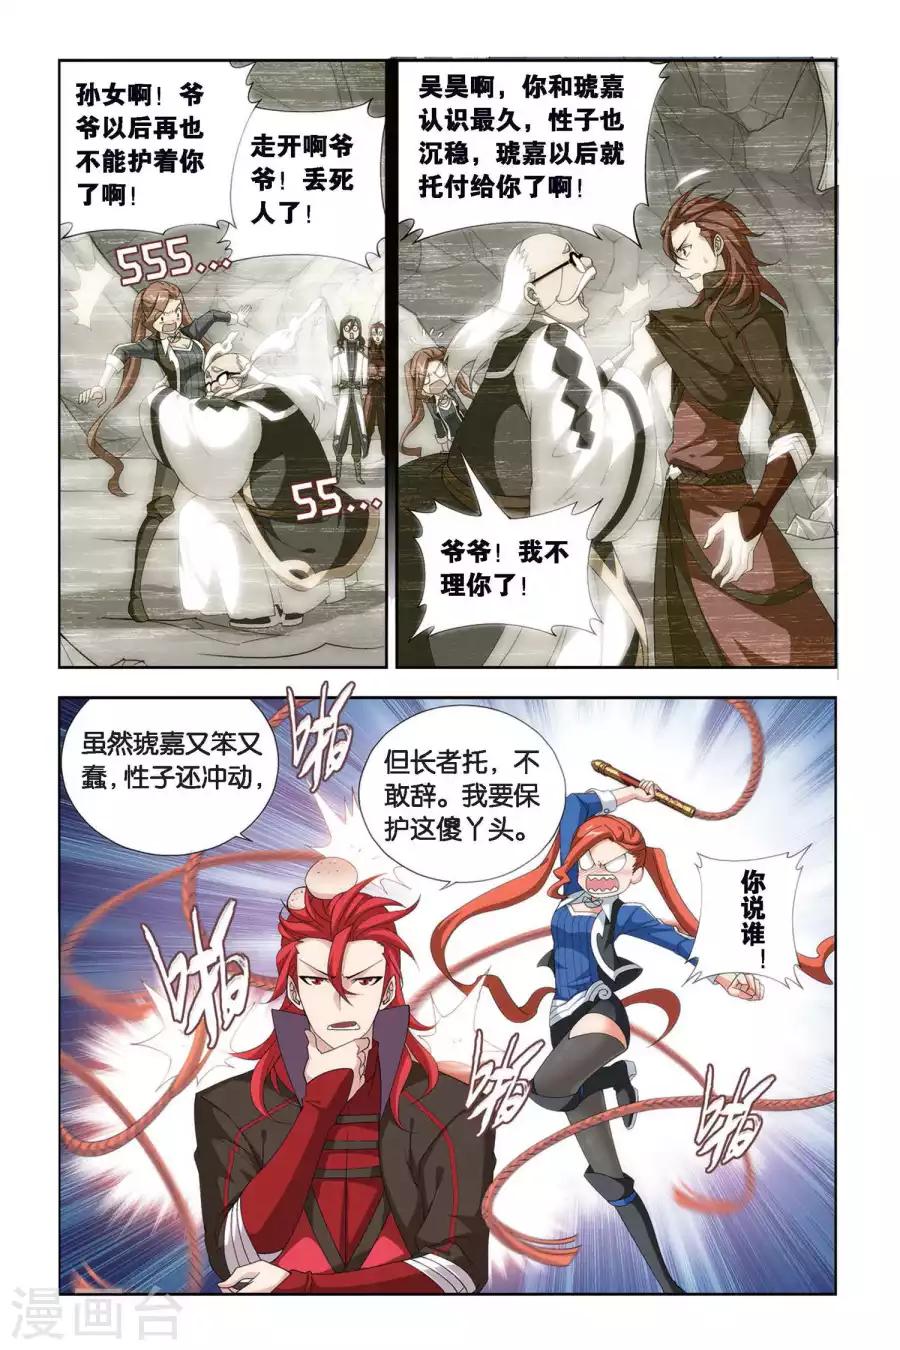 孙女啊！爷
爷以后再也
不能护着你
了啊！
走开啊爷
爷！丢死
人了！
555...
55...
吴昊啊，你和琥嘉
认识最久，性子也
沉稳，琥嘉以后就
托付给你了啊！
爷爷！我不
理你了！
虽然琥嘉又笨又
蠢，性子还冲动，
啪
但长者托，不
敢辞。我要保
护这傻丫头。
你说谁！
啪
啪
啪
漫画台